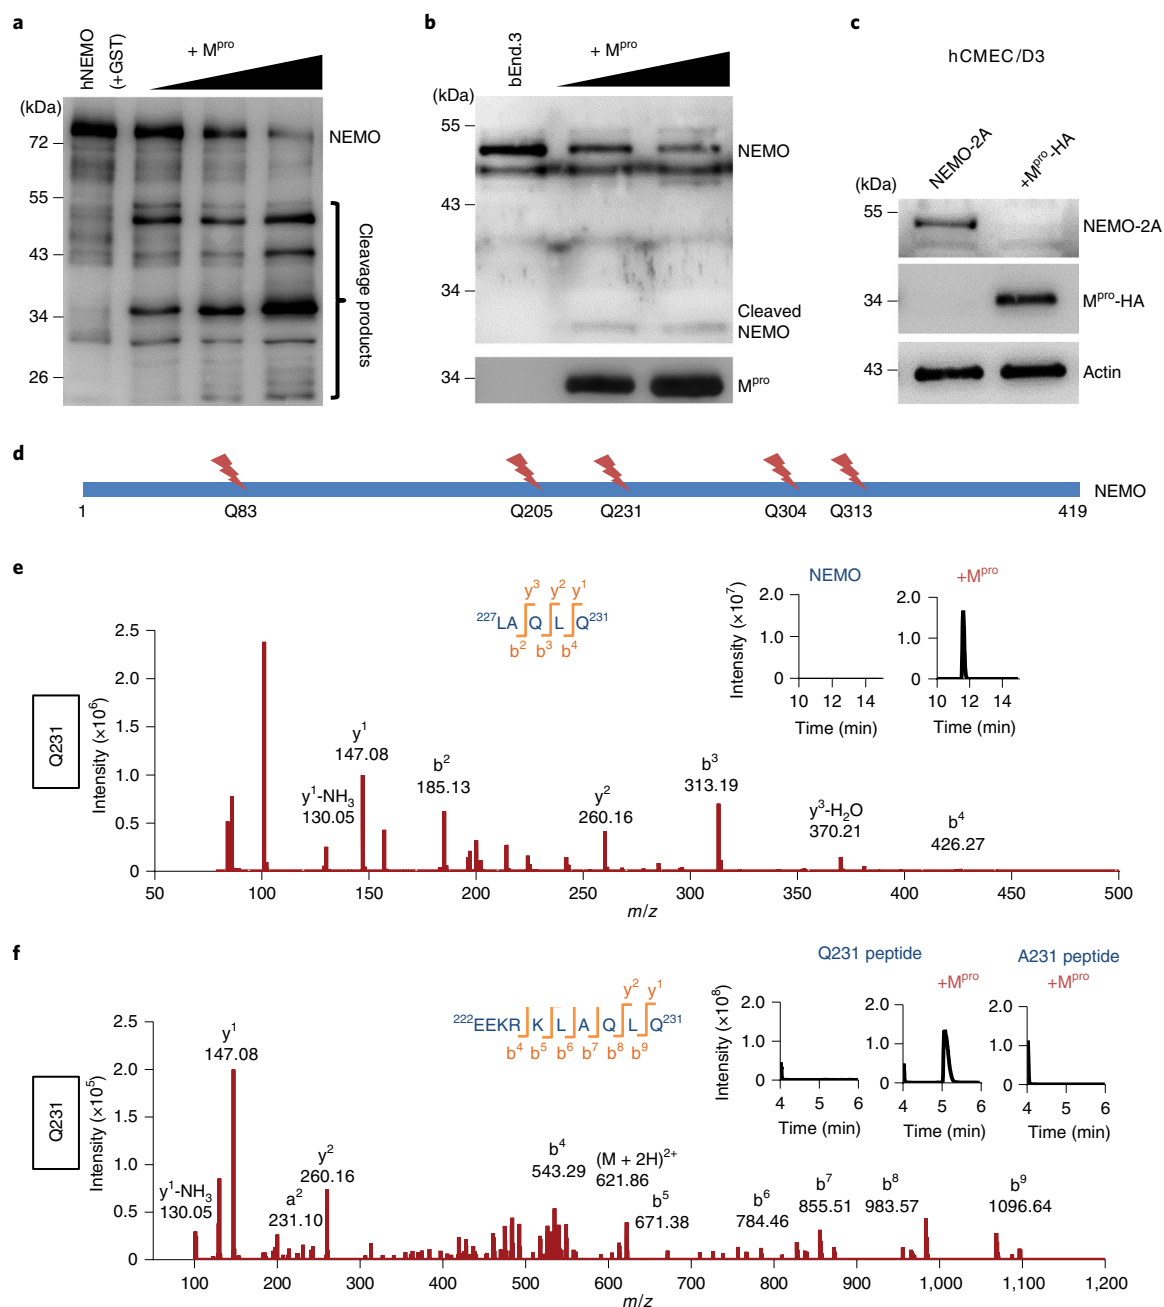 a
hNEMO
(+GST)
+ Mpro
(kDa)
72
55
43
34
26
NEMO
Cleavage products
b
bEnd.3
+ Mpro
(kDa)
55
43
34
34
NEMO
Cleaved
NEMO
Mpro
c
hCMEC/D3
NEMO-2A
+Mpro-HA
(kDa)
55
34
43
NEMO-2A
Mpro-HA
Actin
d
NEMO
1 Q83 Q205 Q231 Q304 Q313 419
e
Q231
Intensity (×10⁶)
2.5
2.0
1.5
1.0
0.5
0
y³ y² y¹
²²⁷LAQLQ²³¹
b² b³ b⁴
y¹-NH₃
130.05
y¹
147.08
b²
185.13
y²
260.16
b³
313.19
y³-H₂O
370.21
b⁴
426.27
50 100 150 200 250 300 350 400 450 500
m/z
NEMO
Intensity (×10⁷)
2.0
1.0
0
10 12 14
Time (min)
+Mpro
2.0
1.0
0
10 12 14
Time (min)
f
Q231
Intensity (×10⁵)
2.5
2.0
1.5
1.0
0.5
0
y² y¹
²²²EEKRKLAQLQ²³¹
b⁴ b⁵ b⁶ b⁷ b⁸ b⁹
y¹-NH₃
130.05
y¹
147.08
a²
231.10
y²
260.16
b⁴
543.29
(M + 2H)²⁺
621.86
b⁵
671.38
b⁶
784.46
b⁷
855.51
b⁸
983.57
b⁹
1096.64
100 200 300 400 500 600 700 800 900 1,000 1,100 1,200
m/z
Q231 peptide
+Mpro
A231 peptide
+Mpro
Intensity (×10⁸)
2.0
1.0
0
4 5 6
Time (min)
2.0
1.0
0
4 5 6
Time (min)
2.0
1.0
0
4 5 6
Time (min)